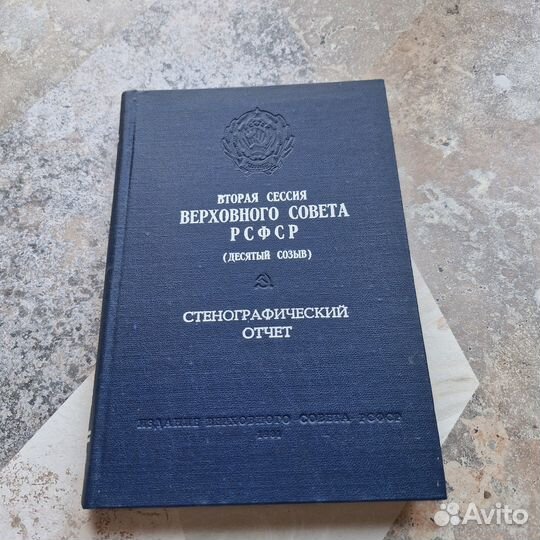 ВТОРАЯ СЕССИЯ
ВЕРХОВНОГО СОВЕТА
РСФСР
(ДЕСЯТЫЙ СОЗЫВ)
СТЕНОГРАФИЧЕСКИЙ
ОТЧЕТ
ИЗДАНИЕ ВЕРХОВНОГО СОВЕТА РСФСР
Avito